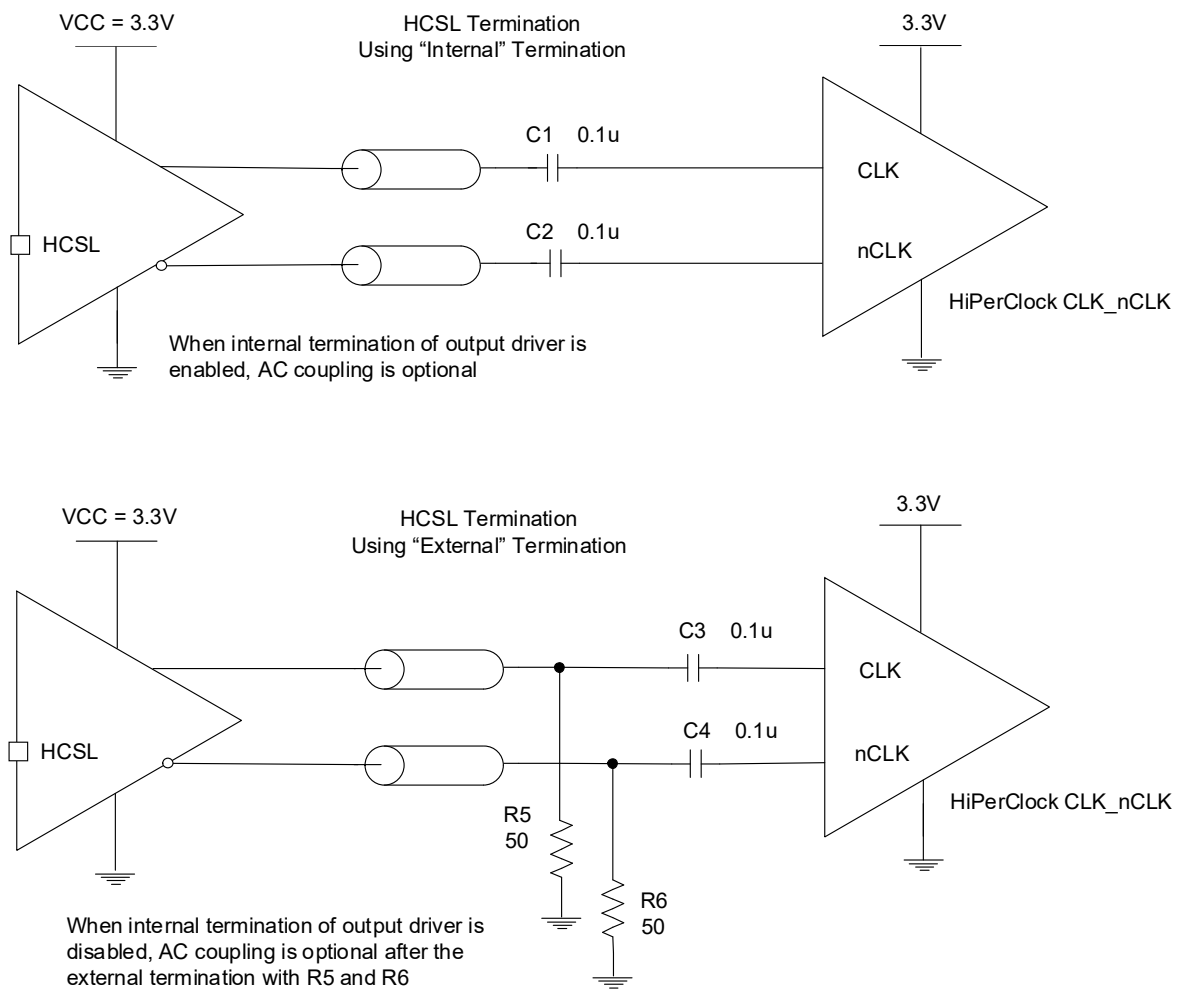 VCC = 3.3V
HCSL Termination
Using “Internal” Termination
3.3V
C1 0.1u
CLK
C2 0.1u
HCSL
nCLK
HiPerClock CLK_nCLK
When internal termination of output driver is
enabled, AC coupling is optional
VCC = 3.3V
HCSL Termination
Using “External” Termination
3.3V
C3 0.1u
CLK
C4 0.1u
HCSL
nCLK
HiPerClock CLK_nCLK
R5
50
R6
50
When internal termination of output driver is
disabled, AC coupling is optional after the
external termination with R5 and R6